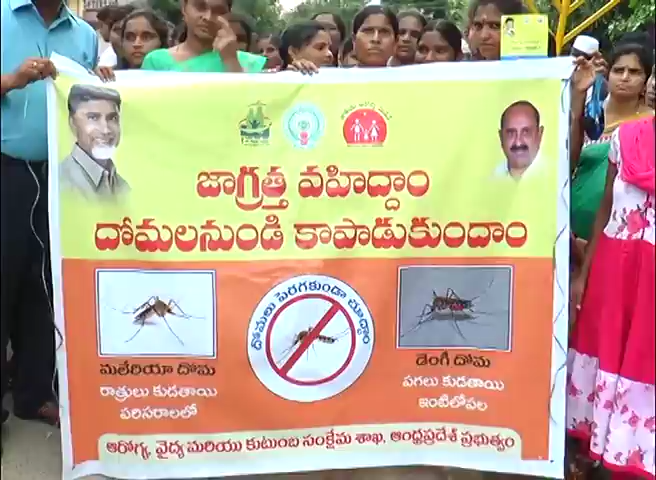 జాగ్రత్త వహిద్దాం
దోమలనుండి కాపాడుకుందాం
దోమలు పెరగకుండా చూద్దాం
మలేరియా దోమ
రాత్రులు కుడతాయి
పరిసరాలలో
డెంగీ దోమ
పగలు కుడతాయి
ఇంటిలోపల
ఆరోగ్య, వైద్య మరియు కుటుంబ సంక్షేమ శాఖ, ఆంధ్రప్రదేశ్ ప్రభుత్వం